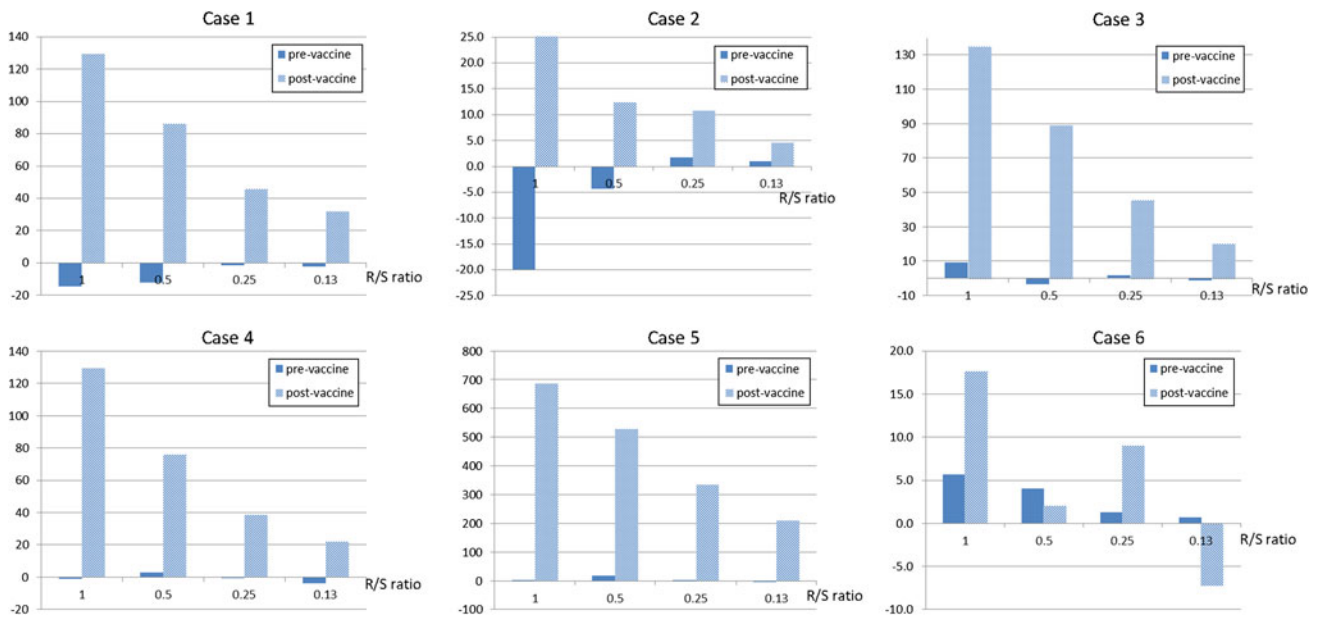 Case 1
140
120
100
80
60
40
20
0
-20
pre-vaccine
post-vaccine
1 0.5 0.25 0.13
R/S ratio
Case 2
25.0
20.0
15.0
10.0
5.0
0.0
-5.0
-10.0
-15.0
-20.0
-25.0
pre-vaccine
post-vaccine
1 0.5 0.25 0.13
R/S ratio
Case 3
130
110
90
70
50
30
10
-10
pre-vaccine
post-vaccine
1 0.5 0.25 0.13
R/S ratio
Case 4
140
120
100
80
60
40
20
0
-20
pre-vaccine
post-vaccine
1 0.5 0.25 0.13
R/S ratio
Case 5
800
700
600
500
400
300
200
100
0
-100
pre-vaccine
post-vaccine
1 0.5 0.25 0.13
R/S ratio
Case 6
20.0
15.0
10.0
5.0
0.0
-5.0
-10.0
pre-vaccine
post-vaccine
1 0.5 0.25 0.13
R/S ratio